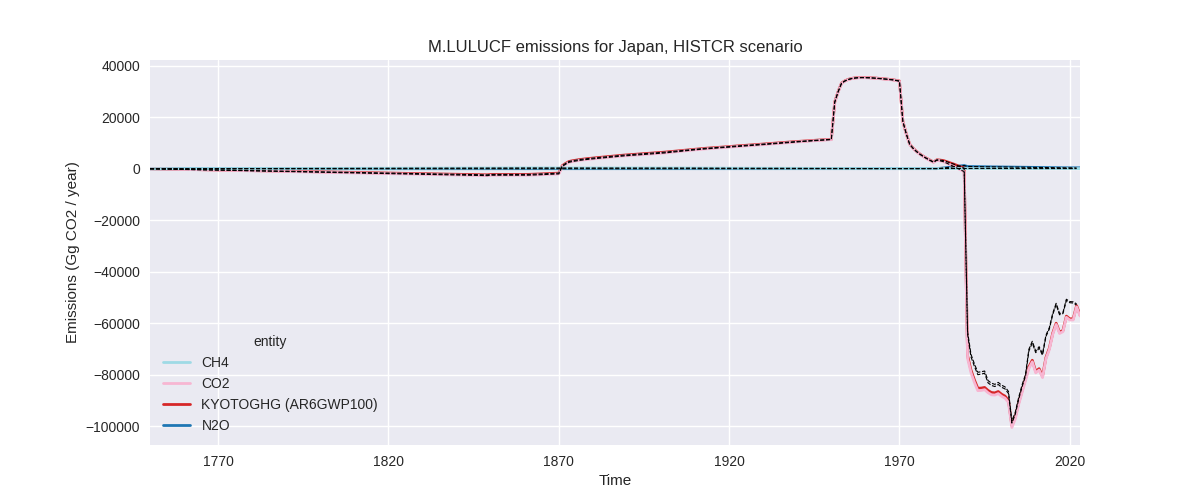 M.LULUCF emissions for Japan, HISTCR scenario
Emissions (Gg CO2 / year)
40000
20000
0
−20000
−40000
−60000
−80000
−100000
entity
CH4
CO2
KYOTOGHG (AR6GWP100)
N2O
1770 1820 1870 1920 1970 2020
Time